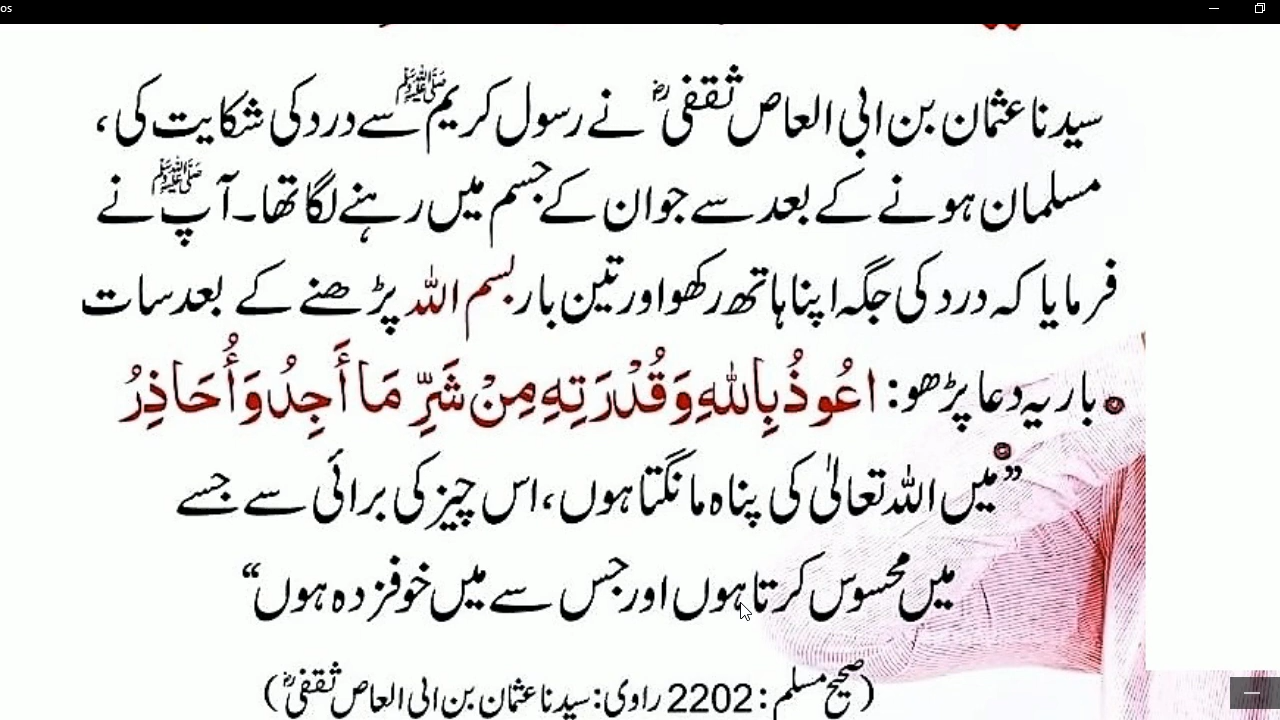 os
سیدنا عثمان بن ابی العاص ثقفیؓ نے رسول کریم ﷺ سے درد کی شکایت کی،
مسلمان ہونے کے بعد سے جو ان کے جسم میں رہنے لگا تھا۔ آپ ﷺ نے
فرمایا کہ درد کی جگہ اپنا ہاتھ رکھو اور تین بار بسم اللہ پڑھنے کے بعد سات
بار یہ دعا پڑھو: اعُوذُ بِاللهِ وَقُدْرَتِهِ مِنْ شَرِّ مَا أَجِدُ وَأُحَاذِرُ
”میں اللہ تعالیٰ کی پناہ مانگتا ہوں، اس چیز کی برائی سے جسے
میں محسوس کرتا ہوں اور جس سے میں خوفزدہ ہوں“
(صحیح مسلم: 2202 راوی: سیدنا عثمان بن ابی العاص ثقفیؓ)